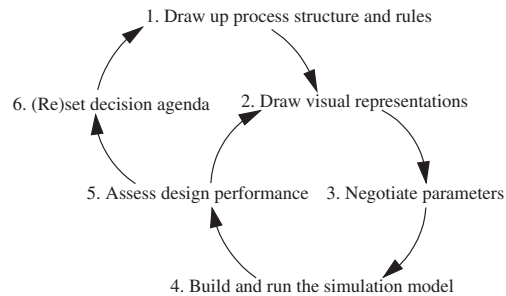 1. Draw up process structure and rules
6. (Re)set decision agenda
2. Draw visual representations
5. Assess design performance
3. Negotiate parameters
4. Build and run the simulation model